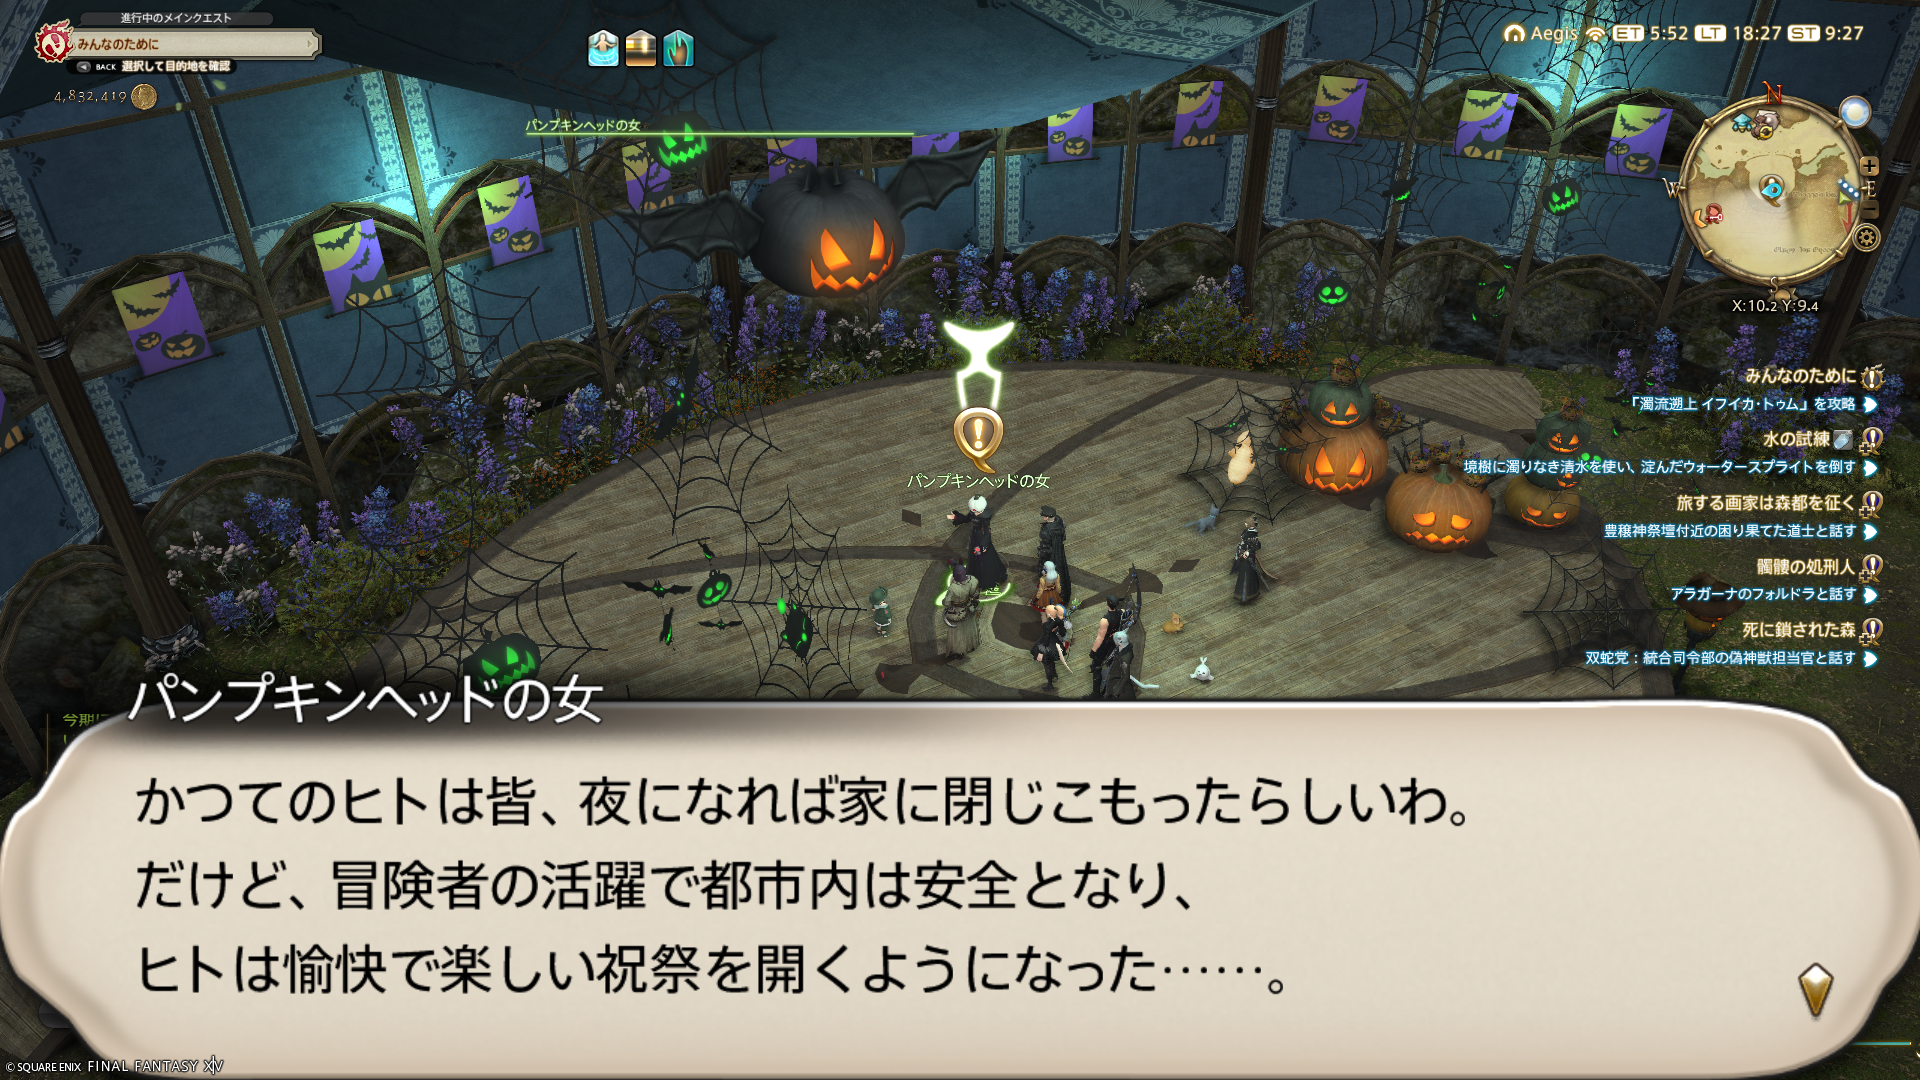 進行中のメインクエスト
みんなのために
BACK 選択して目的地を確認
4,832,419
Aegis ET 5:52 LT 18:27 ST 9:27
パンプキンヘッドの女
N
W
E
S
X:10.2 Y:9.4
みんなのために
「濁流遡上 イフイカ・トゥム」を攻略
水の試練
境樹に濁りなき清水を使い、淀んだウォータースプライトを倒す
旅する画家は森都を征く
豊穣神祭壇付近の困り果てた道士と話す
髑髏の処刑人
アラガーナのフォルドラと話す
死に鎖された森
双蛇党：統合司令部の偽神獣担当官と話す
パンプキンヘッドの女
今期に
パンプキンヘッドの女
かつてのヒトは皆、夜になれば家に閉じこもったらしいわ。
だけど、冒険者の活躍で都市内は安全となり、
ヒトは愉快で楽しい祝祭を開くようになった……。
© SQUARE ENIX FINAL FANTASY XIV